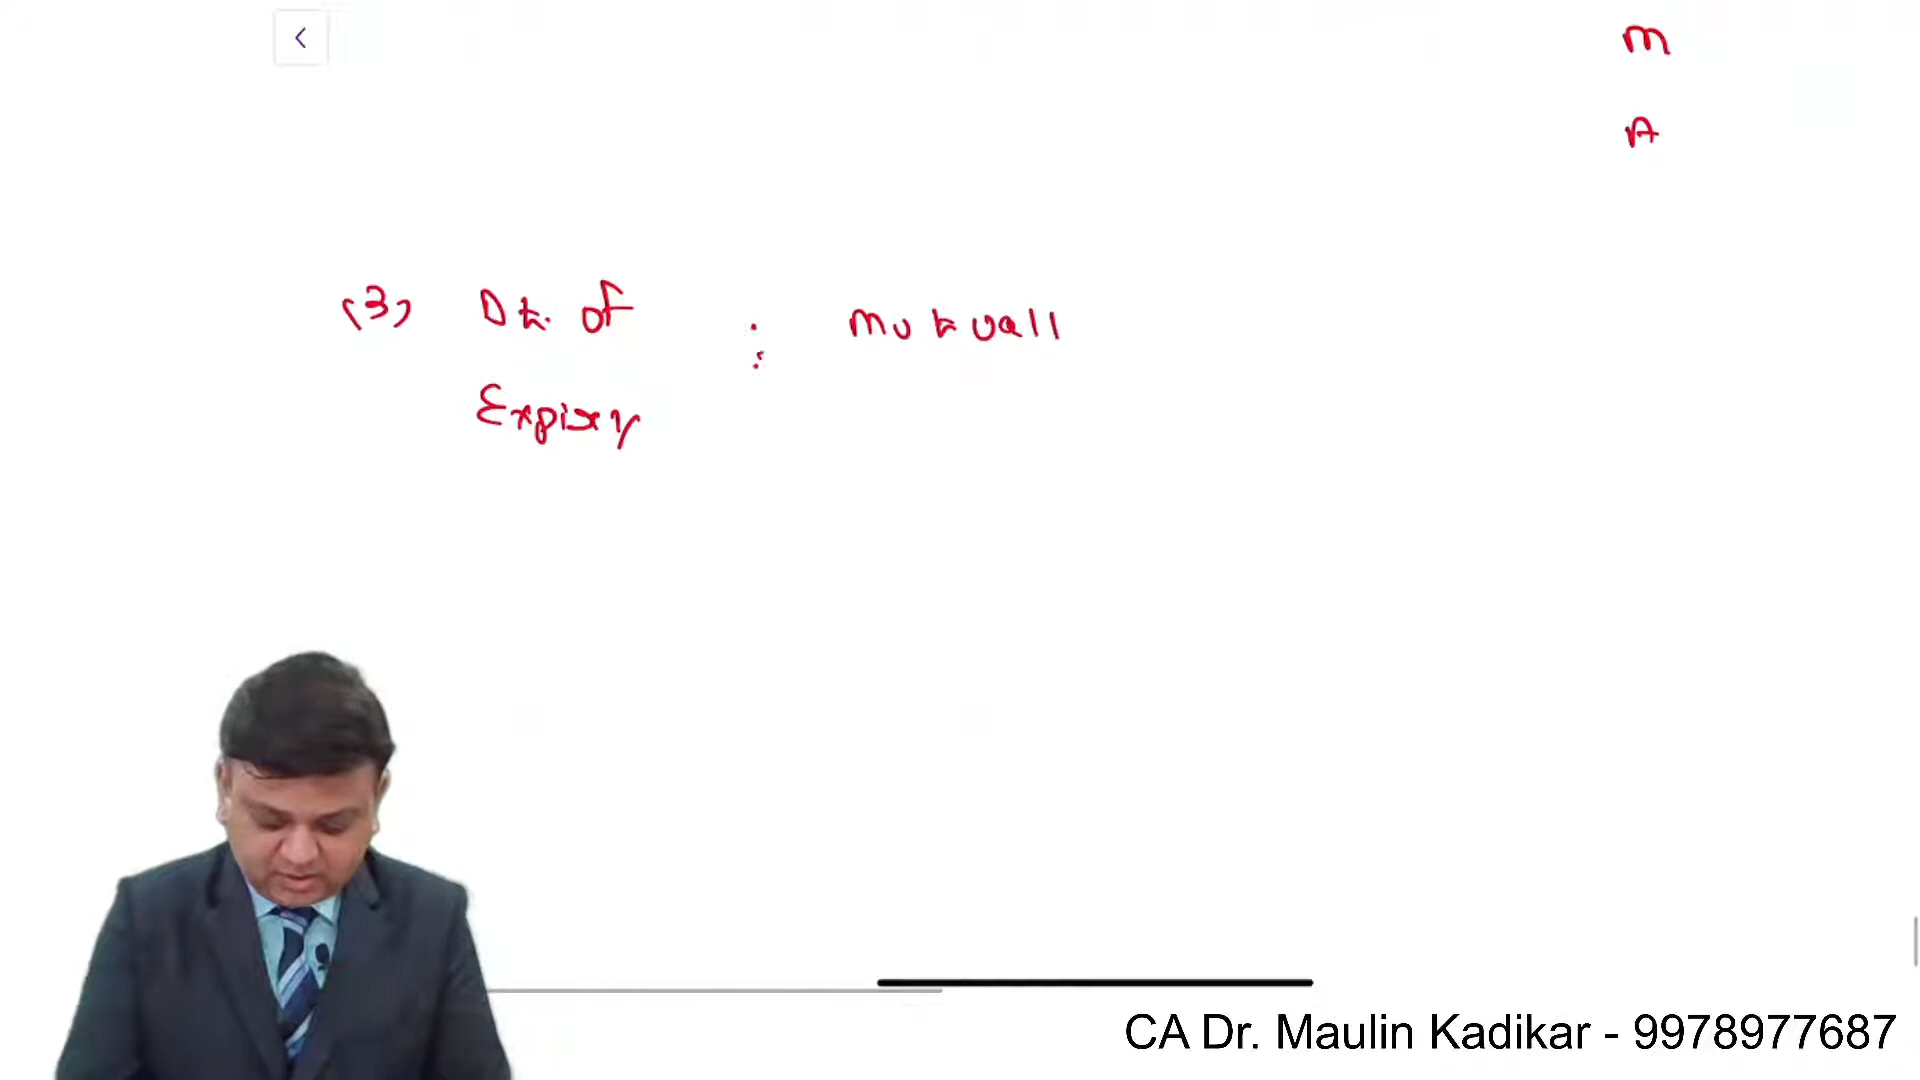 M
A
(3) Dt. of : Mutuall
Expiry
CA Dr. Maulin Kadikar - 9978977687